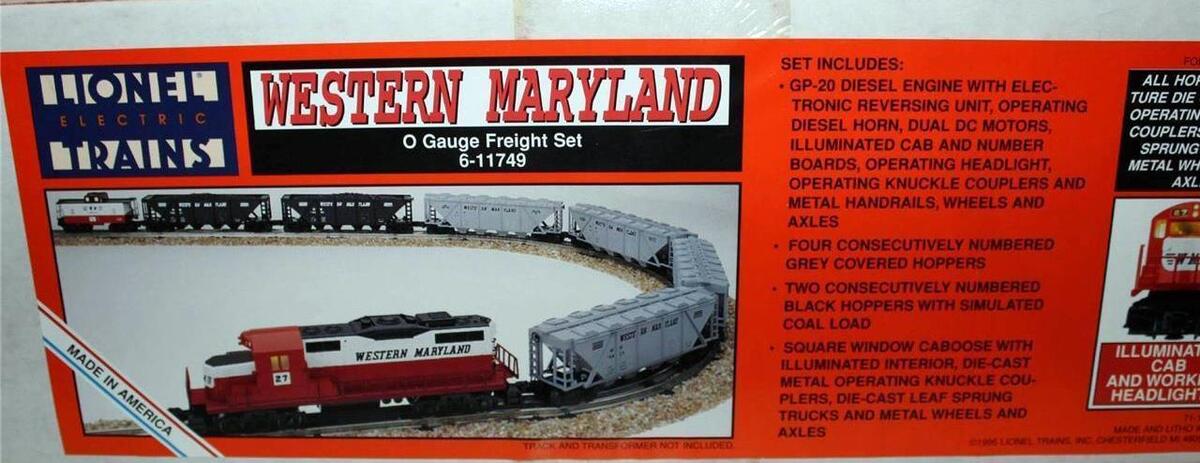 LIONEL
ELECTRIC
TRAINS
WESTERN MARYLAND
O Gauge Freight Set
6-11749
WESTERN MARYLAND
27
MADE IN AMERICA
TRACK AND TRANSFORMER NOT INCLUDED.
SET INCLUDES:
• GP-20 DIESEL ENGINE WITH ELEC-
TRONIC REVERSING UNIT, OPERATING
DIESEL HORN, DUAL DC MOTORS,
ILLUMINATED CAB AND NUMBER
BOARDS, OPERATING HEADLIGHT,
OPERATING KNUCKLE COUPLERS AND
METAL HANDRAILS, WHEELS AND
AXLES
• FOUR CONSECUTIVELY NUMBERED
GREY COVERED HOPPERS
• TWO CONSECUTIVELY NUMBERED
BLACK HOPPERS WITH SIMULATED
COAL LOAD
• SQUARE WINDOW CABOOSE WITH
ILLUMINATED INTERIOR, DIE-CAST
METAL OPERATING KNUCKLE COU-
PLERS, DIE-CAST LEAF SPRUNG
TRUCKS AND METAL WHEELS AND
AXLES
FO
ALL HO
TURE DIE
OPERATIN
COUPLERS
SPRUNG
METAL WH
AXL
27
W M
ILLUMINAT
CAB
AND WORK
HEADLIGHT
71-
MADE AND LITHO
©1995 LIONEL TRAINS, INC. CHESTERFIELD MI